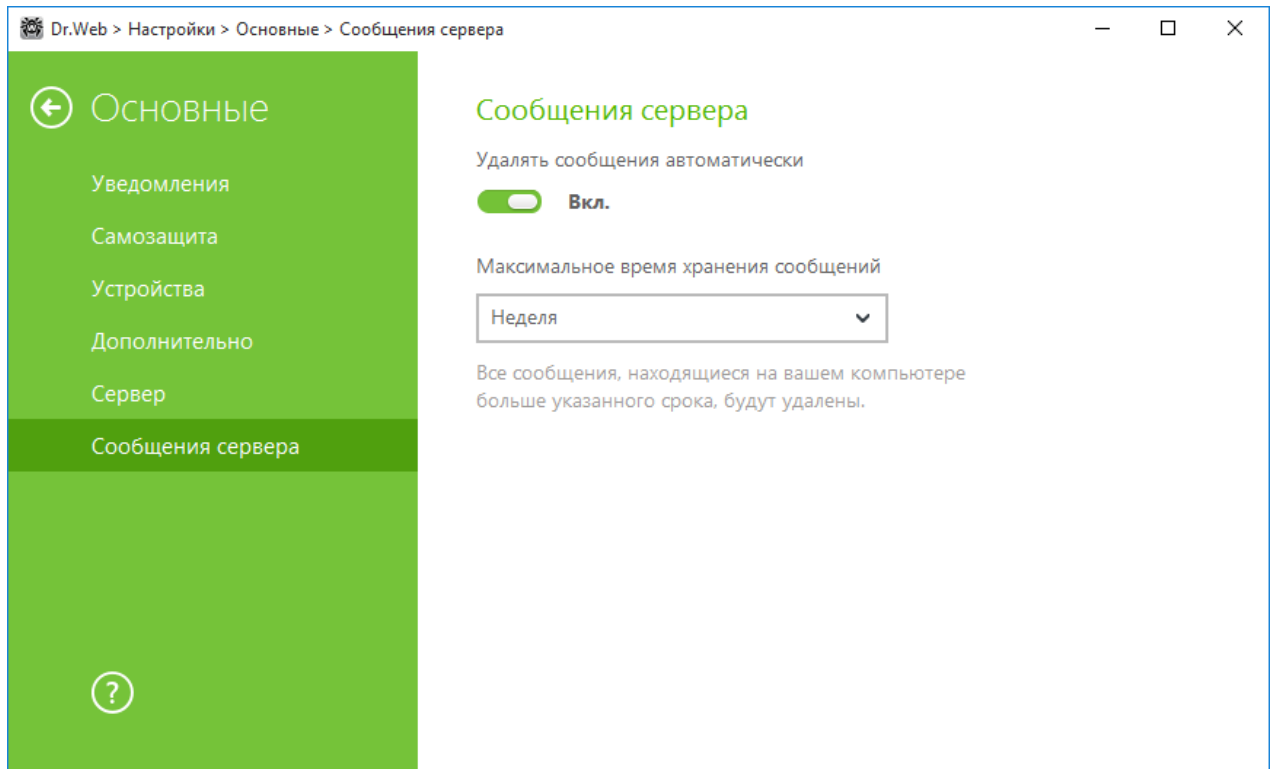 Dr.Web > Настройки > Основные > Сообщения сервера
Основные
Уведомления
Самозащита
Устройства
Дополнительно
Сервер
Сообщения сервера
?
Сообщения сервера
Удалять сообщения автоматически
Вкл.
Максимальное время хранения сообщений
Неделя
Все сообщения, находящиеся на вашем компьютере
больше указанного срока, будут удалены.